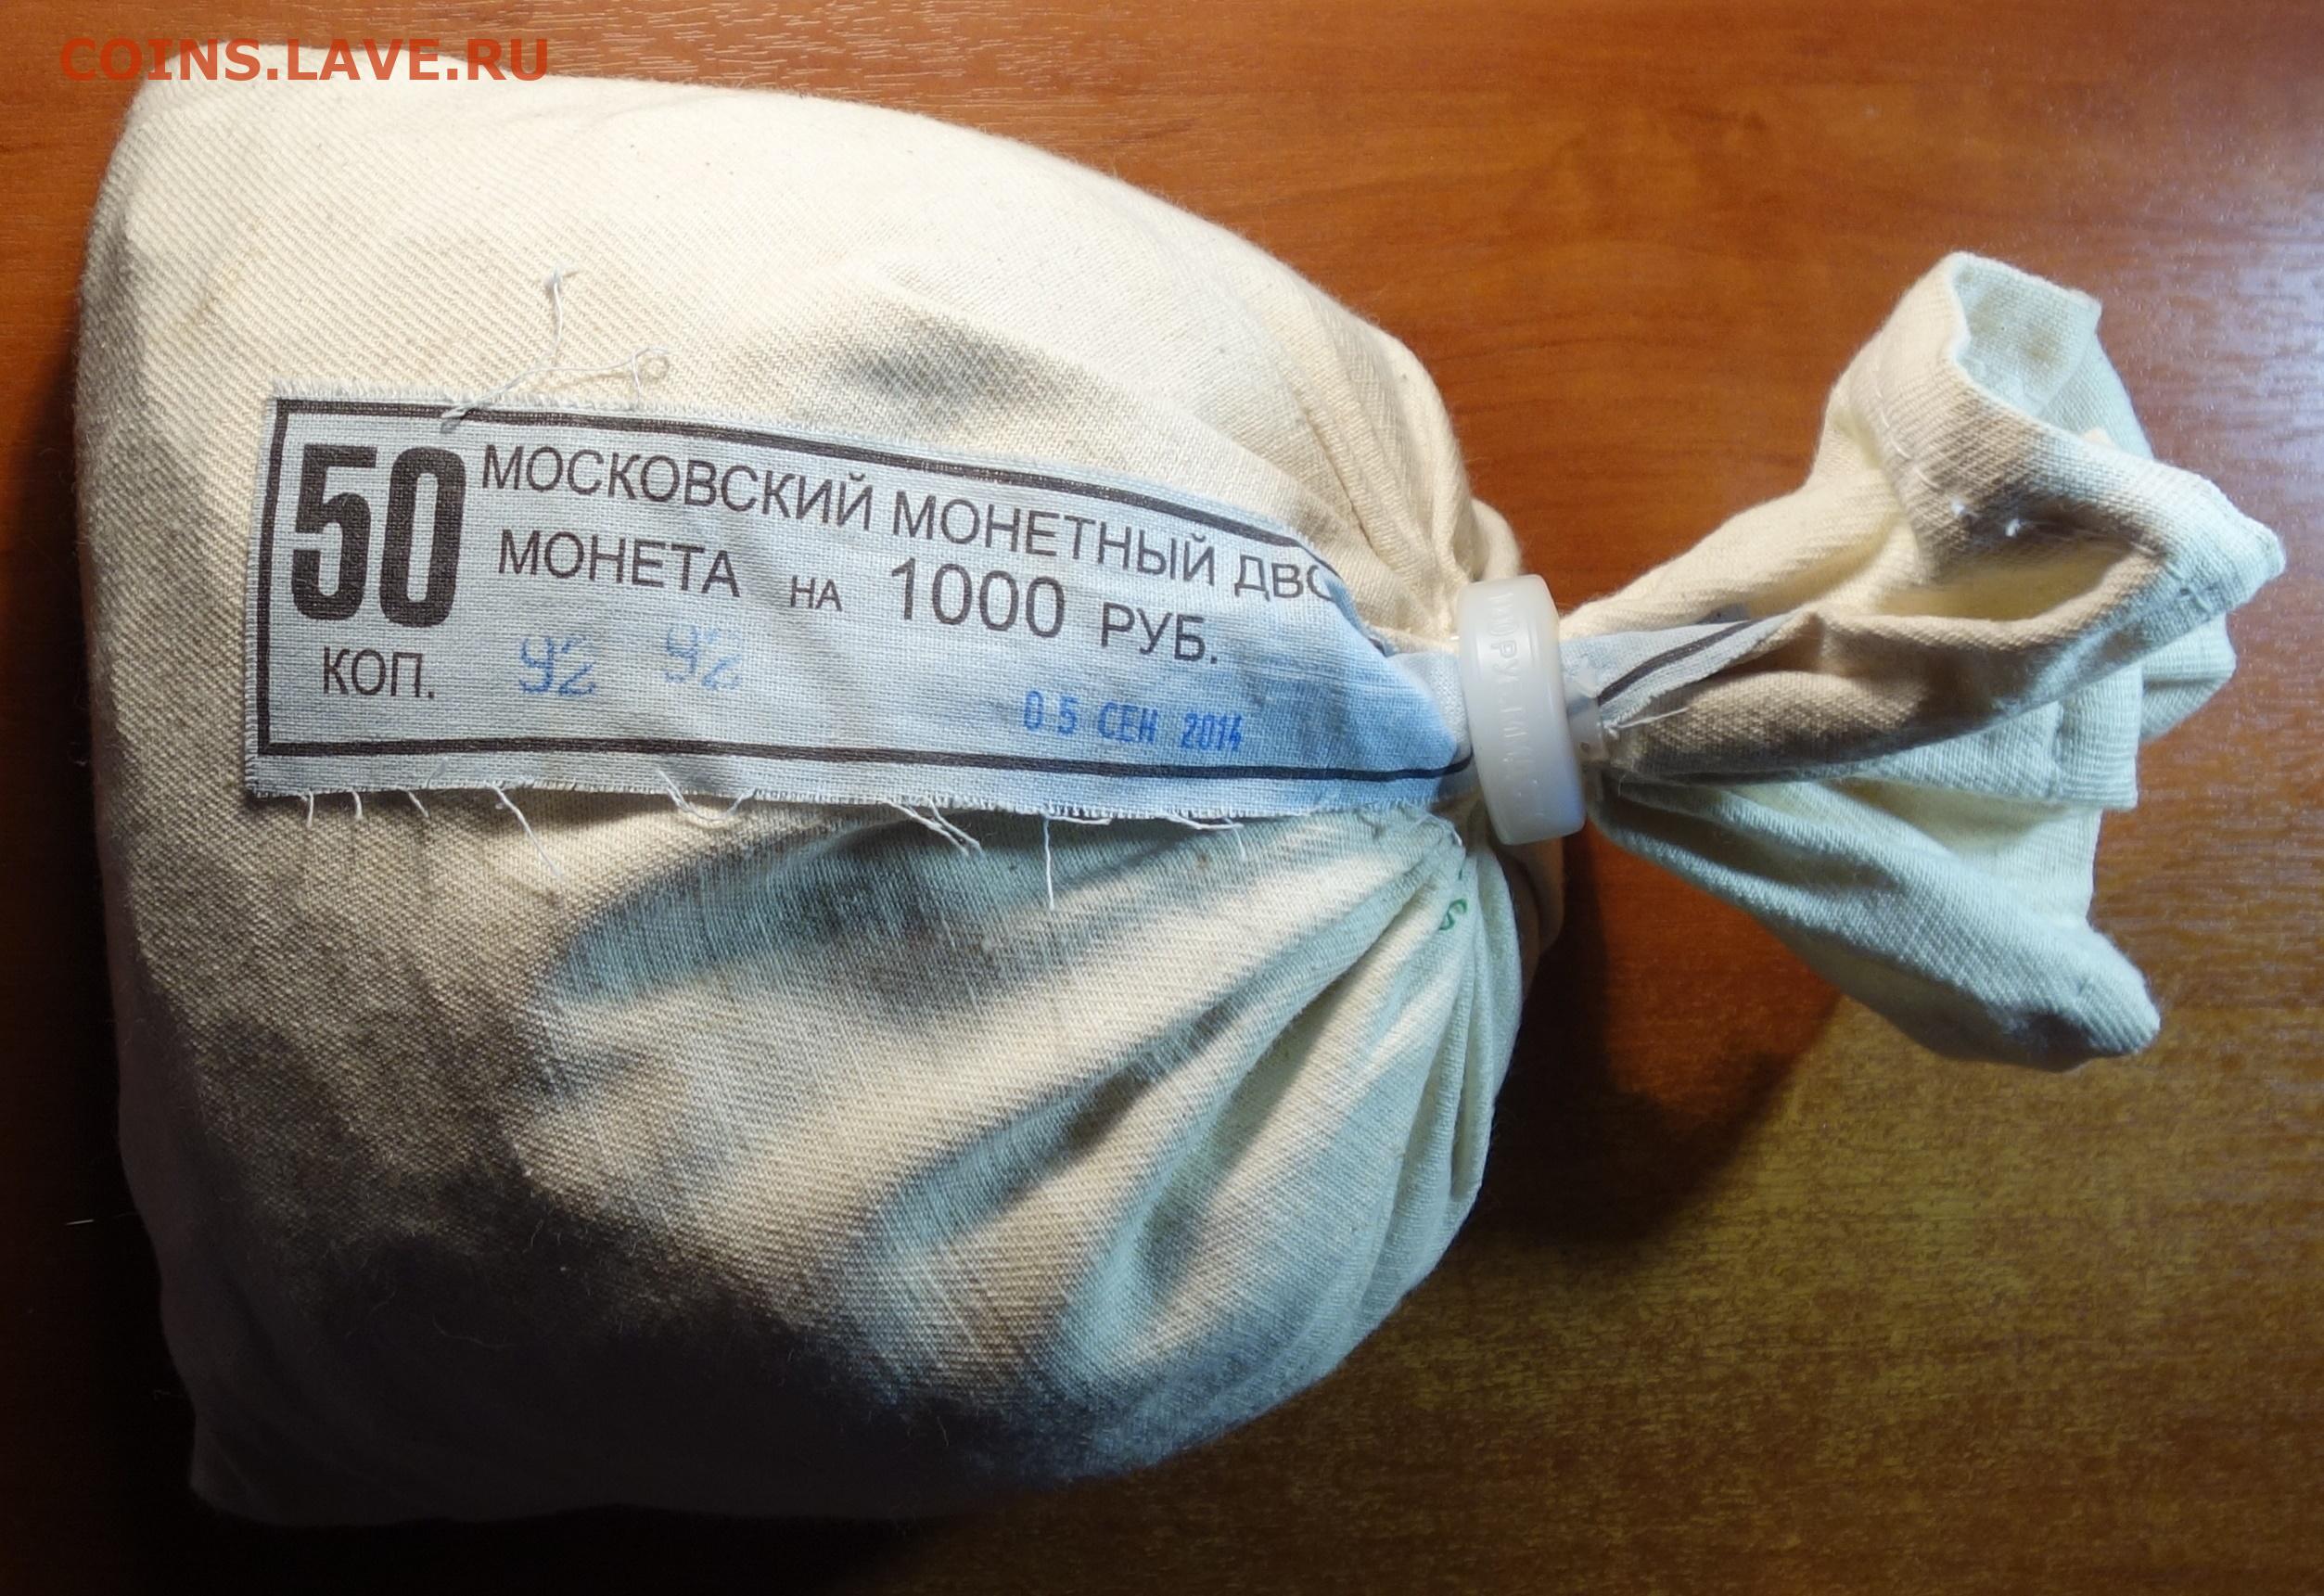 COINS.LAVE.RU
50 МОСКОВСКИЙ МОНЕТНЫЙ ДВО
МОНЕТА НА 1000 РУБ.
КОП. 92 92
05 СЕН 2014